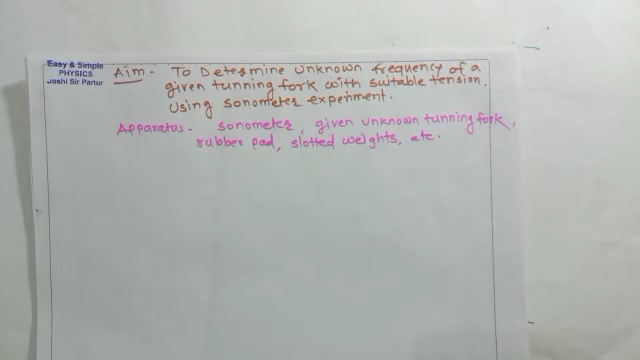 Easy & Simple
PHYSICS
Joshi Sir Partur
Aim - To Determine unknown frequency of a
given tunning fork with suitable tension.
Using sonometer experiment.
Apparatus - sonometer, given unknown tunning fork,
rubber pad, slotted weights, etc.